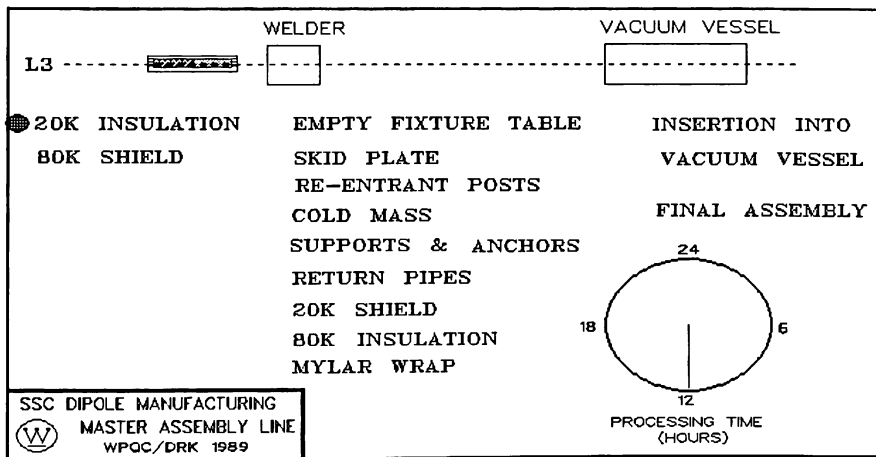 WELDER
VACUUM VESSEL
L3
20K INSULATION
80K SHIELD
EMPTY FIXTURE TABLE
SKID PLATE
RE-ENTRANT POSTS
COLD MASS
SUPPORTS & ANCHORS
RETURN PIPES
20K SHIELD
80K INSULATION
MYLAR WRAP
INSERTION INTO
VACUUM VESSEL
FINAL ASSEMBLY
24
18
6
12
PROCESSING TIME
(HOURS)
SSC DIPOLE MANUFACTURING
W
MASTER ASSEMBLY LINE
WPQC/DRK 1989